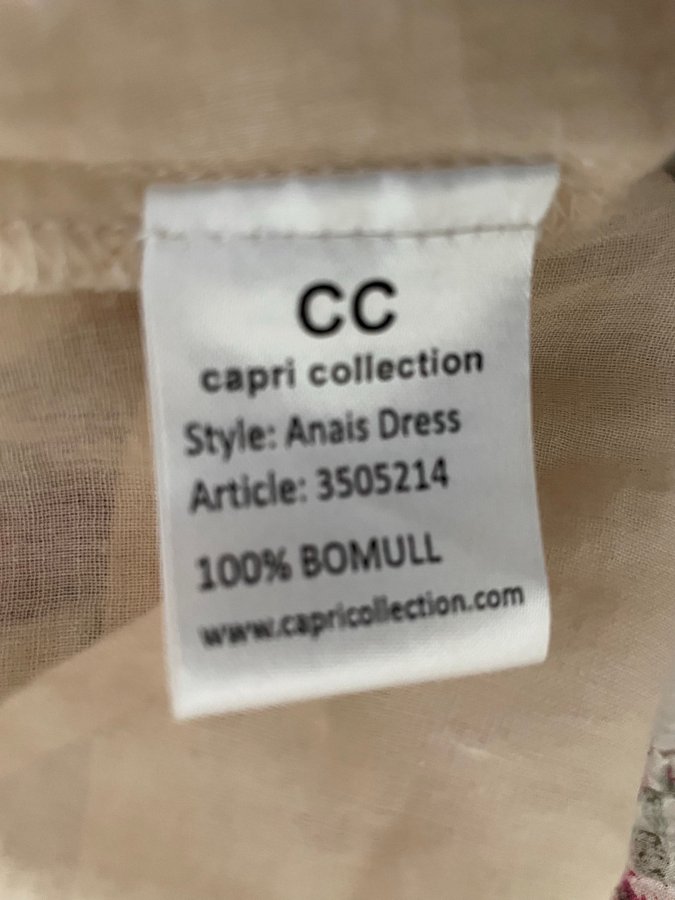 CC
capri collection
Style: Anais Dress
Article: 3505214
100% BOMULL
www.capricollection.com